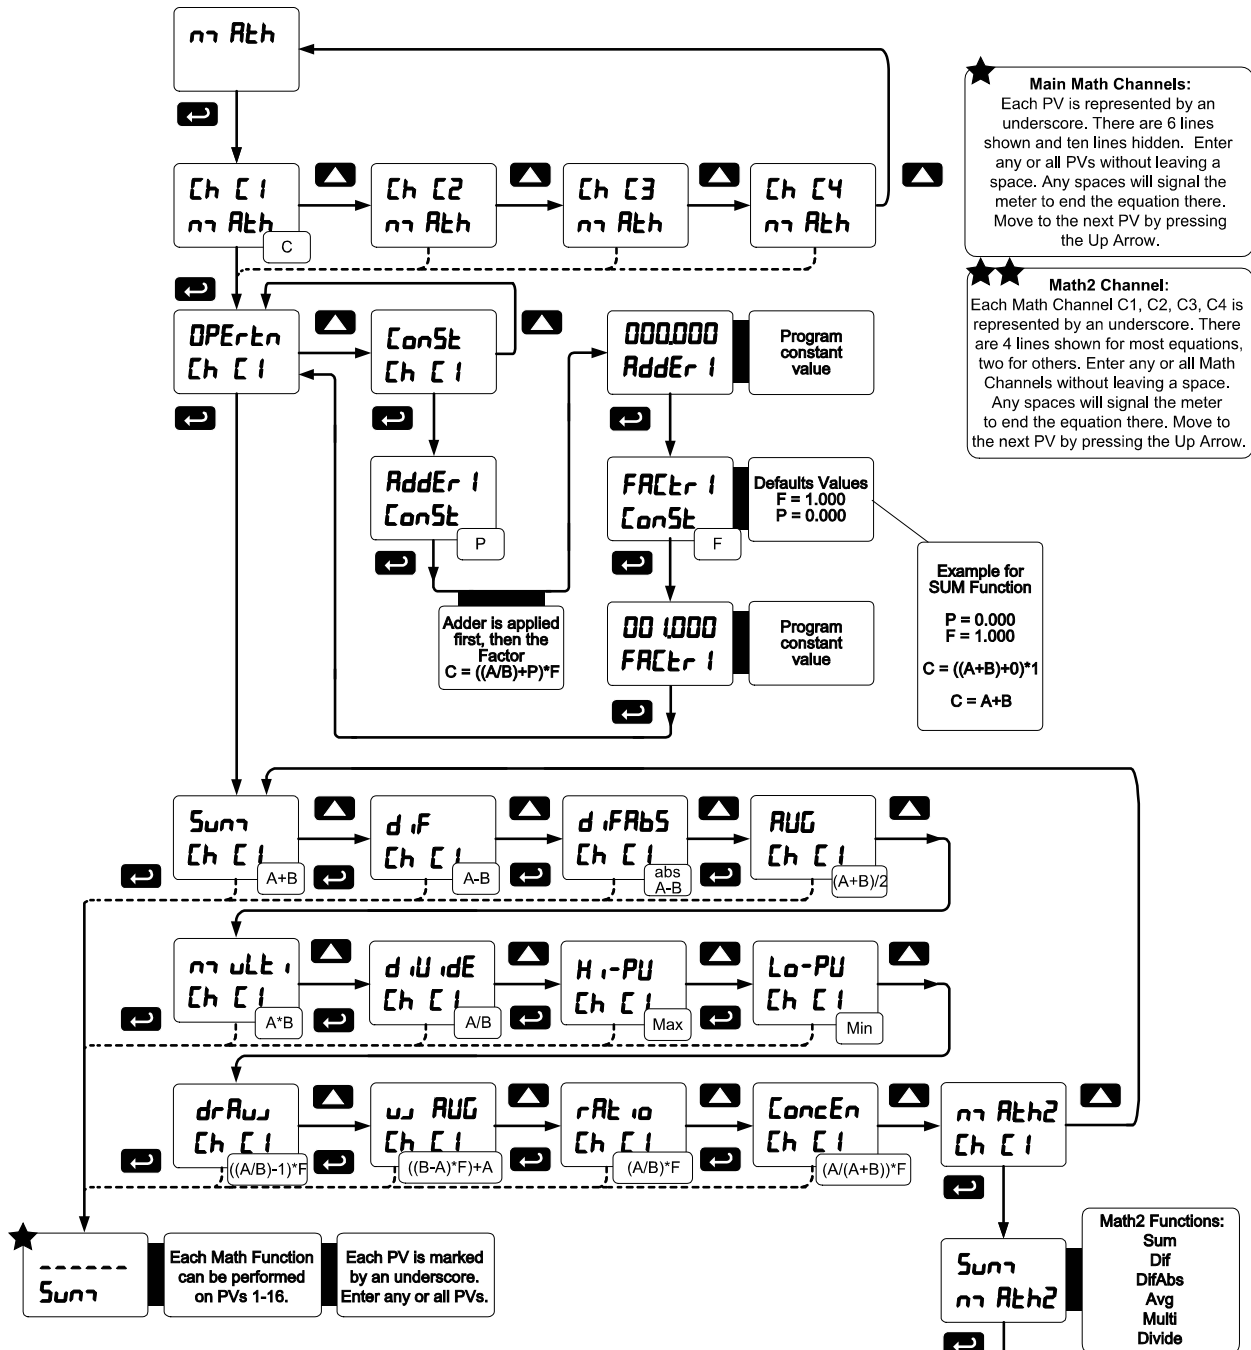 m Ath
Ch C1
m Ath
C
Ch C2
m Ath
Ch C3
m Ath
Ch C4
m Ath
Main Math Channels:
Each PV is represented by an
underscore. There are 6 lines
shown and ten lines hidden. Enter
any or all PVs without leaving a
space. Any spaces will signal the
meter to end the equation there.
Move to the next PV by pressing
the Up Arrow.
Math2 Channel:
Each Math Channel C1, C2, C3, C4 is
represented by an underscore. There
are 4 lines shown for most equations,
two for others. Enter any or all Math
Channels without leaving a space.
Any spaces will signal the meter
to end the equation there. Move to
the next PV by pressing the Up Arrow.
OPErtn
Ch C1
ConSt
Ch C1
000.000
AddEr 1
Program
constant
value
AddEr 1
ConSt
P
FACtr 1
ConSt
F
Defaults Values
F = 1.000
P = 0.000
Adder is applied
first, then the
Factor
C = ((A/B)+P)*F
001.000
FACtr 1
Program
constant
value
Example for
SUM Function
P = 0.000
F = 1.000
C = ((A+B)+0)*1
C = A+B
Sum
Ch C1
A+B
diF
Ch C1
A-B
diFAbS
Ch C1
abs
A-B
AVG
Ch C1
(A+B)/2
m uLti
Ch C1
A*B
diVidE
Ch C1
A/B
Hi-PV
Ch C1
Max
Lo-PV
Ch C1
Min
drAw
Ch C1
((A/B)-1)*F
w AVG
Ch C1
((B-A)*F)+A
rAtio
Ch C1
(A/B)*F
ConcEn
Ch C1
(A/(A+B))*F
m Ath2
Ch C1
_ _ _ _ _ _
Sum
Each Math Function
can be performed
on PVs 1-16.
Each PV is marked
by an underscore.
Enter any or all PVs.
Sum
m Ath2
Math2 Functions:
Sum
Dif
DifAbs
Avg
Multi
Divide